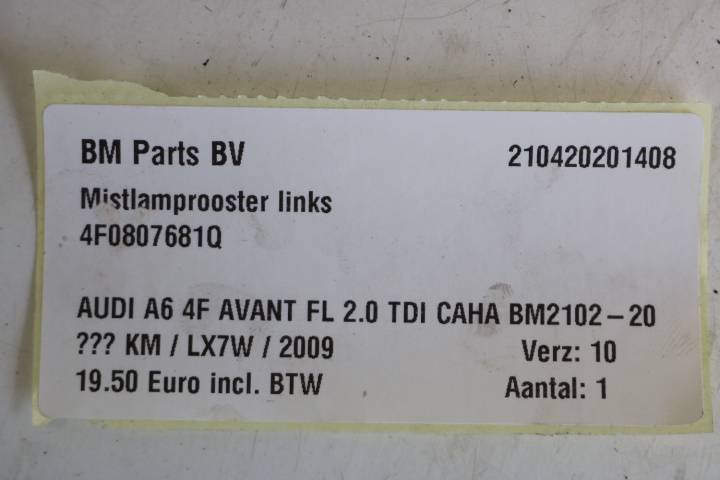 BM Parts BV 210420201408
Mistlamprooster links
4F0807681Q
AUDI A6 4F AVANT FL 2.0 TDI CAHA BM2102-20
??? KM / LX7W / 2009 Verz: 10
19.50 Euro incl. BTW Aantal: 1